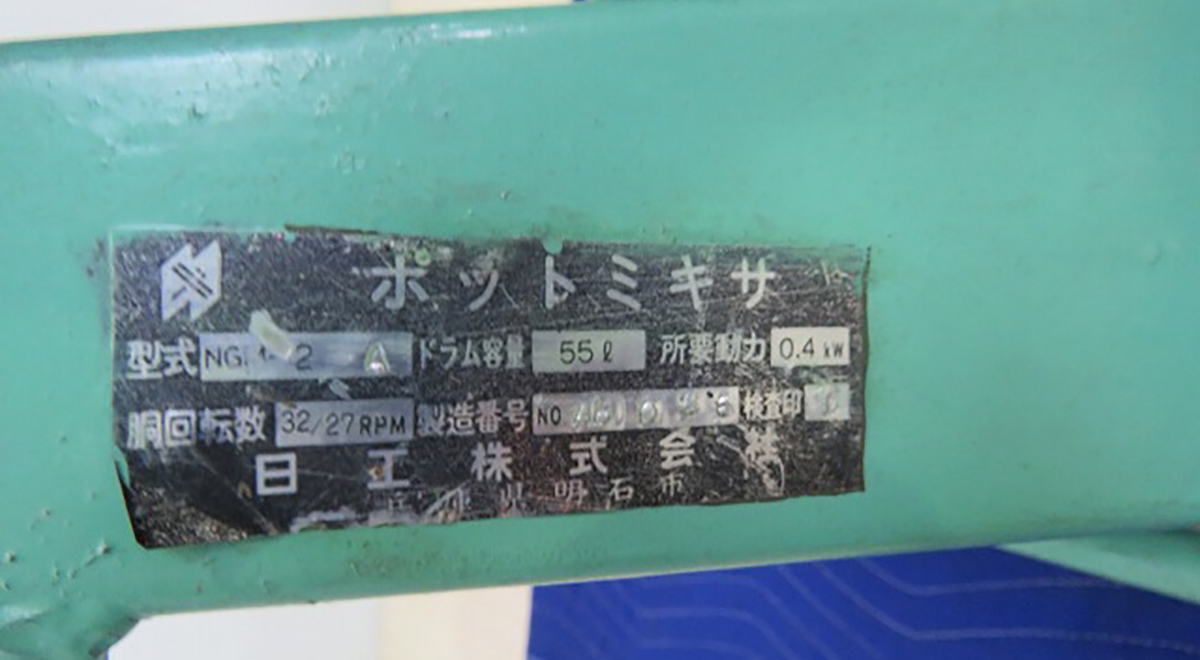 ポットミキサ
型式 2 A ドラム容量 55ℓ 所要動力 0.4 kW
胴回転数 32/27RPM 製造番号 NO. 検査印
日工株式会社
明石市